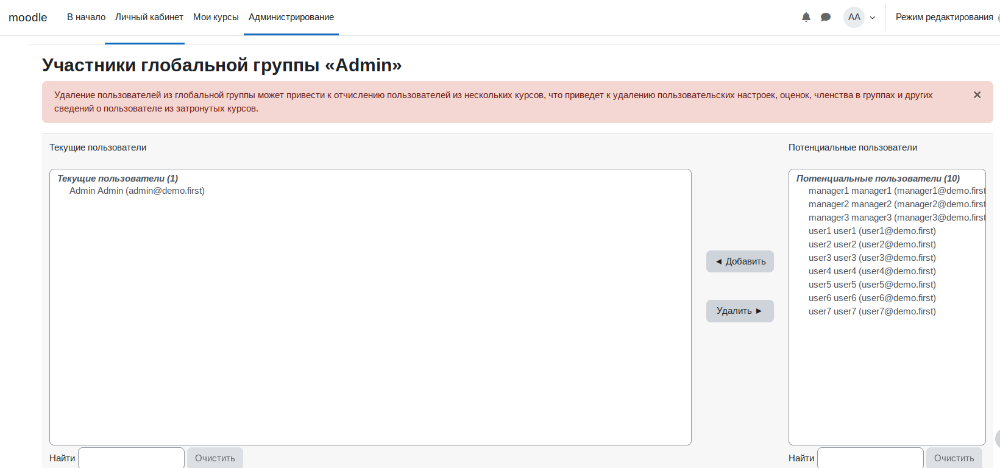 moodle В начало Личный кабинет Мои курсы Администрирование AA Режим редактирования
Участники глобальной группы «Admin»
Удаление пользователей из глобальной группы может привести к отчислению пользователей из нескольких курсов, что приведет к удалению пользовательских настроек, оценок, членства в группах и других
сведений о пользователе из затронутых курсов.
Текущие пользователи
Текущие пользователи (1)
Admin Admin (admin@demo.first)
◄ Добавить
Удалить ►
Потенциальные пользователи
Потенциальные пользователи (10)
manager1 manager1 (manager1@demo.first
manager2 manager2 (manager2@demo.first
manager3 manager3 (manager3@demo.first
user1 user1 (user1@demo.first)
user2 user2 (user2@demo.first)
user3 user3 (user3@demo.first)
user4 user4 (user4@demo.first)
user5 user5 (user5@demo.first)
user6 user6 (user6@demo.first)
user7 user7 (user7@demo.first)
Найти Очистить
Найти Очистить